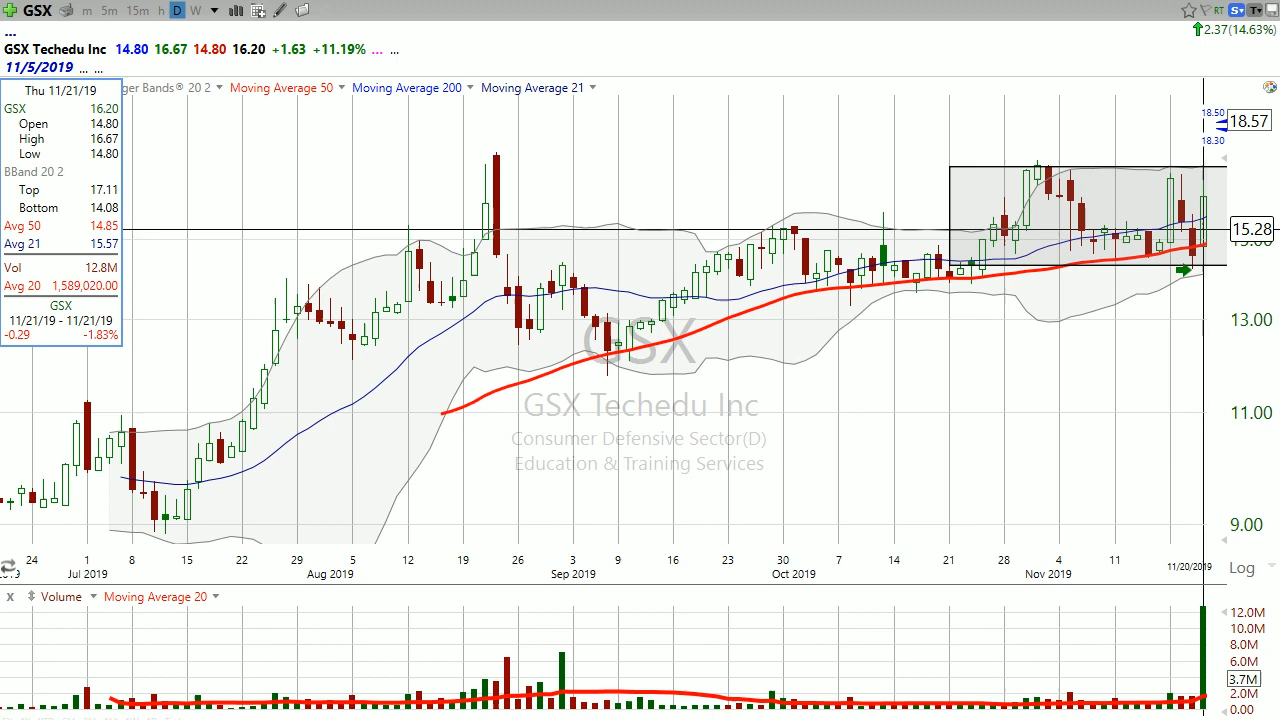 GSX m 5m 15m h D W RT S T
2.37(14.63%)
...
GSX Techedu Inc 14.80 16.67 14.80 16.20 +1.63 +11.19% ... ...
11/5/2019 ... ...
ger Bands® 20 2 Moving Average 50 Moving Average 200 Moving Average 21
Thu 11/21/19
GSX 16.20
Open 14.80
High 16.67
Low 14.80
BBand 20 2
Top 17.11
Bottom 14.08
Avg 50 14.85
Avg 21 15.57
Vol 12.8M
Avg 20 1,589,020.00
GSX
11/21/19 - 11/21/19
-0.29 -1.83%
18.50
18.57
18.30
15.28
15.00
13.00
11.00
9.00
GSX
GSX Techedu Inc
Consumer Defensive Sector(D)
Education & Training Services
24 1 8 15 22 29 5 12 19 26 3 9 16 23 30 7 14 21 28 4 11 11/20/2019
Jul 2019 Aug 2019 Sep 2019 Oct 2019 Nov 2019
Log
x Volume Moving Average 20
12.0M
10.0M
8.0M
6.0M
3.7M
2.0M
0.00